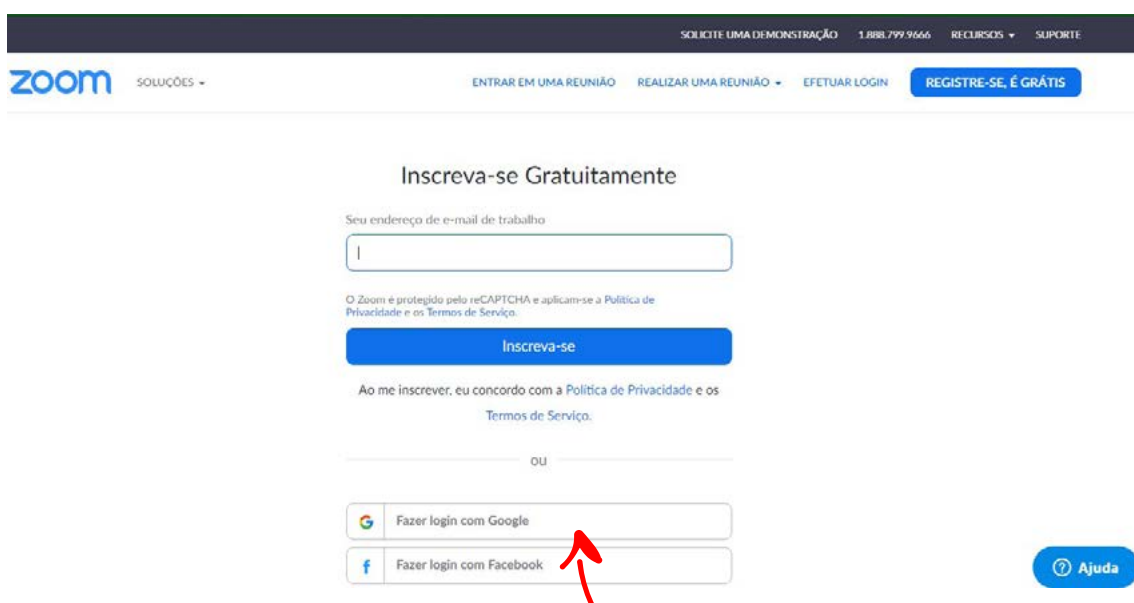 SOLICITE UMA DEMONSTRAÇÃO 1.888.799.9666 RECURSOS SUPORTE
zoom SOLUÇÕES ENTRAR EM UMA REUNIÃO REALIZAR UMA REUNIÃO EFETUAR LOGIN REGISTRE-SE, É GRÁTIS
Inscreva-se Gratuitamente
Seu endereço de e-mail de trabalho
O Zoom é protegido pelo reCAPTCHA e aplicam-se a Política de
Privacidade e os Termos de Serviço.
Inscreva-se
Ao me inscrever, eu concordo com a Política de Privacidade e os
Termos de Serviço.
ou
Fazer login com Google
Fazer login com Facebook
Ajuda